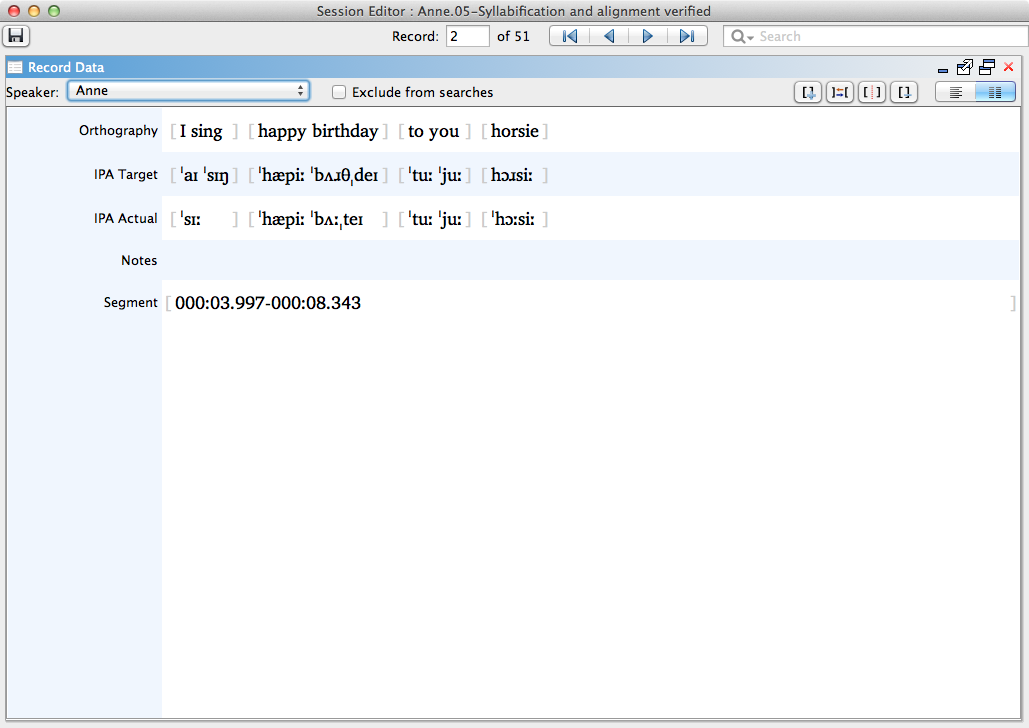 Session Editor : Anne.05-Syllabification and alignment verified
Record: 2 of 51 Search
Record Data
Speaker: Anne Exclude from searches
Orthography [ I sing ] [ happy birthday ] [ to you ] [ horsie ]
IPA Target [ ˈaɪ ˈsɪŋ ] [ ˈhæpiː ˈbʌɹθˌdeɪ ] [ ˈtuː ˈjuː ] [ hɔɹsiː ]
IPA Actual [ ˈsɪː ] [ ˈhæpiː ˈbʌːˌteɪ ] [ ˈtuː ˈjuː ] [ ˈhɔːsiː ]
Notes
Segment [ 000:03.997-000:08.343 ]